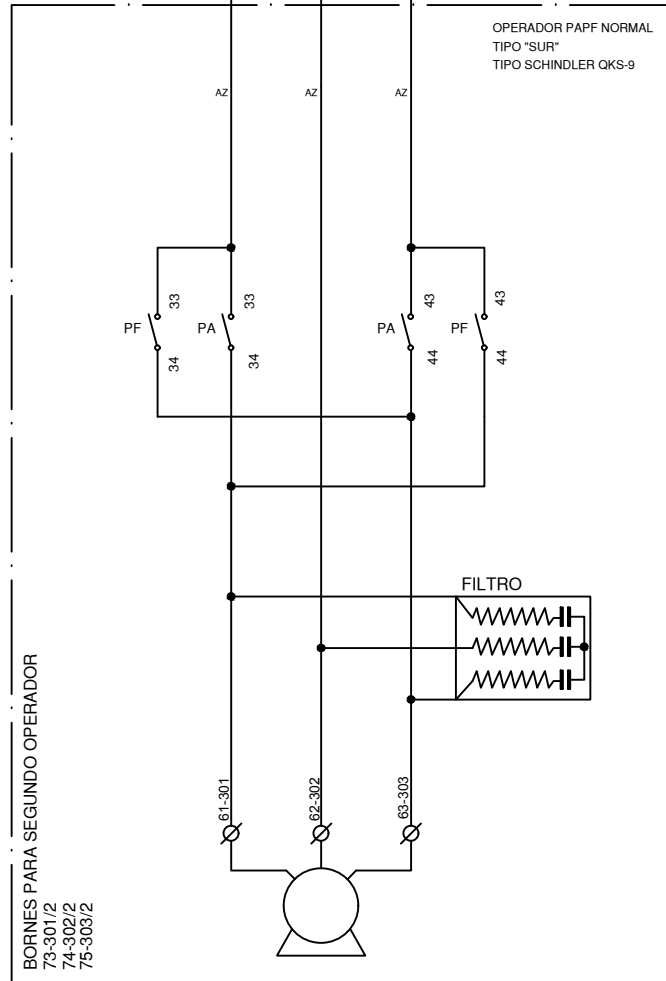 OPERADOR PAPF NORMAL
TIPO "SUR"
TIPO SCHINDLER QKS-9
AZ
AZ
AZ
33
33
43
43
PF
PA
PA
PF
34
34
44
44
FILTRO
61-301
62-302
63-303
BORNES PARA SEGUNDO OPERADOR
73-301/2
74-302/2
75-303/2